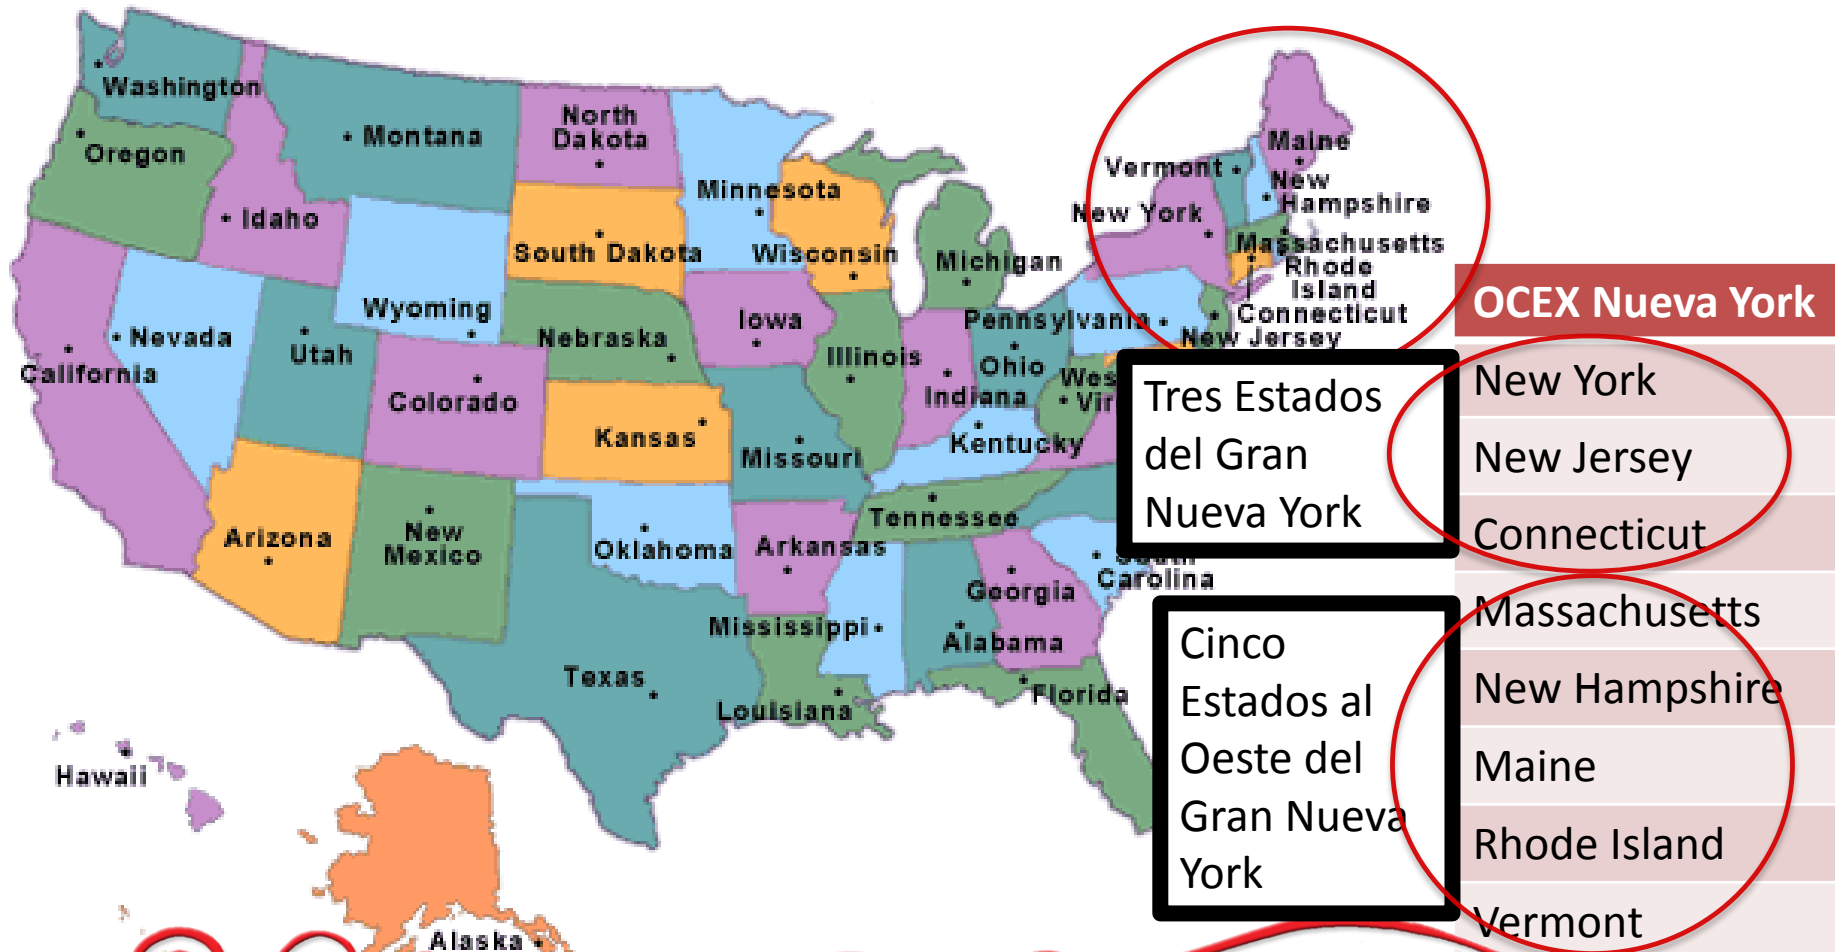 Washington
Oregon
Idaho
Montana
North
Dakota
Minnesota
South Dakota
Wisconsin
Michigan
Wyoming
Nebraska
Iowa
Illinois
Indiana
Ohio
Pennsylvania
New York
Vermont
Maine
New
Hampshire
Massachusetts
Rhode
Island
Connecticut
New Jersey
Nevada
Utah
California
Colorado
Kansas
Missouri
Kentucky
Wes
Vir
Tennessee
Arizona
New
Mexico
Oklahoma
Arkansas
Carolina
Georgia
Alabama
Mississippi
Texas
Louisiana
Florida
Hawaii
Alaska
Tres Estados
del Gran
Nueva York
Cinco
Estados al
Oeste del
Gran Nueva
York
OCEX Nueva York
New York
New Jersey
Connecticut
Massachusetts
New Hampshire
Maine
Rhode Island
Vermont